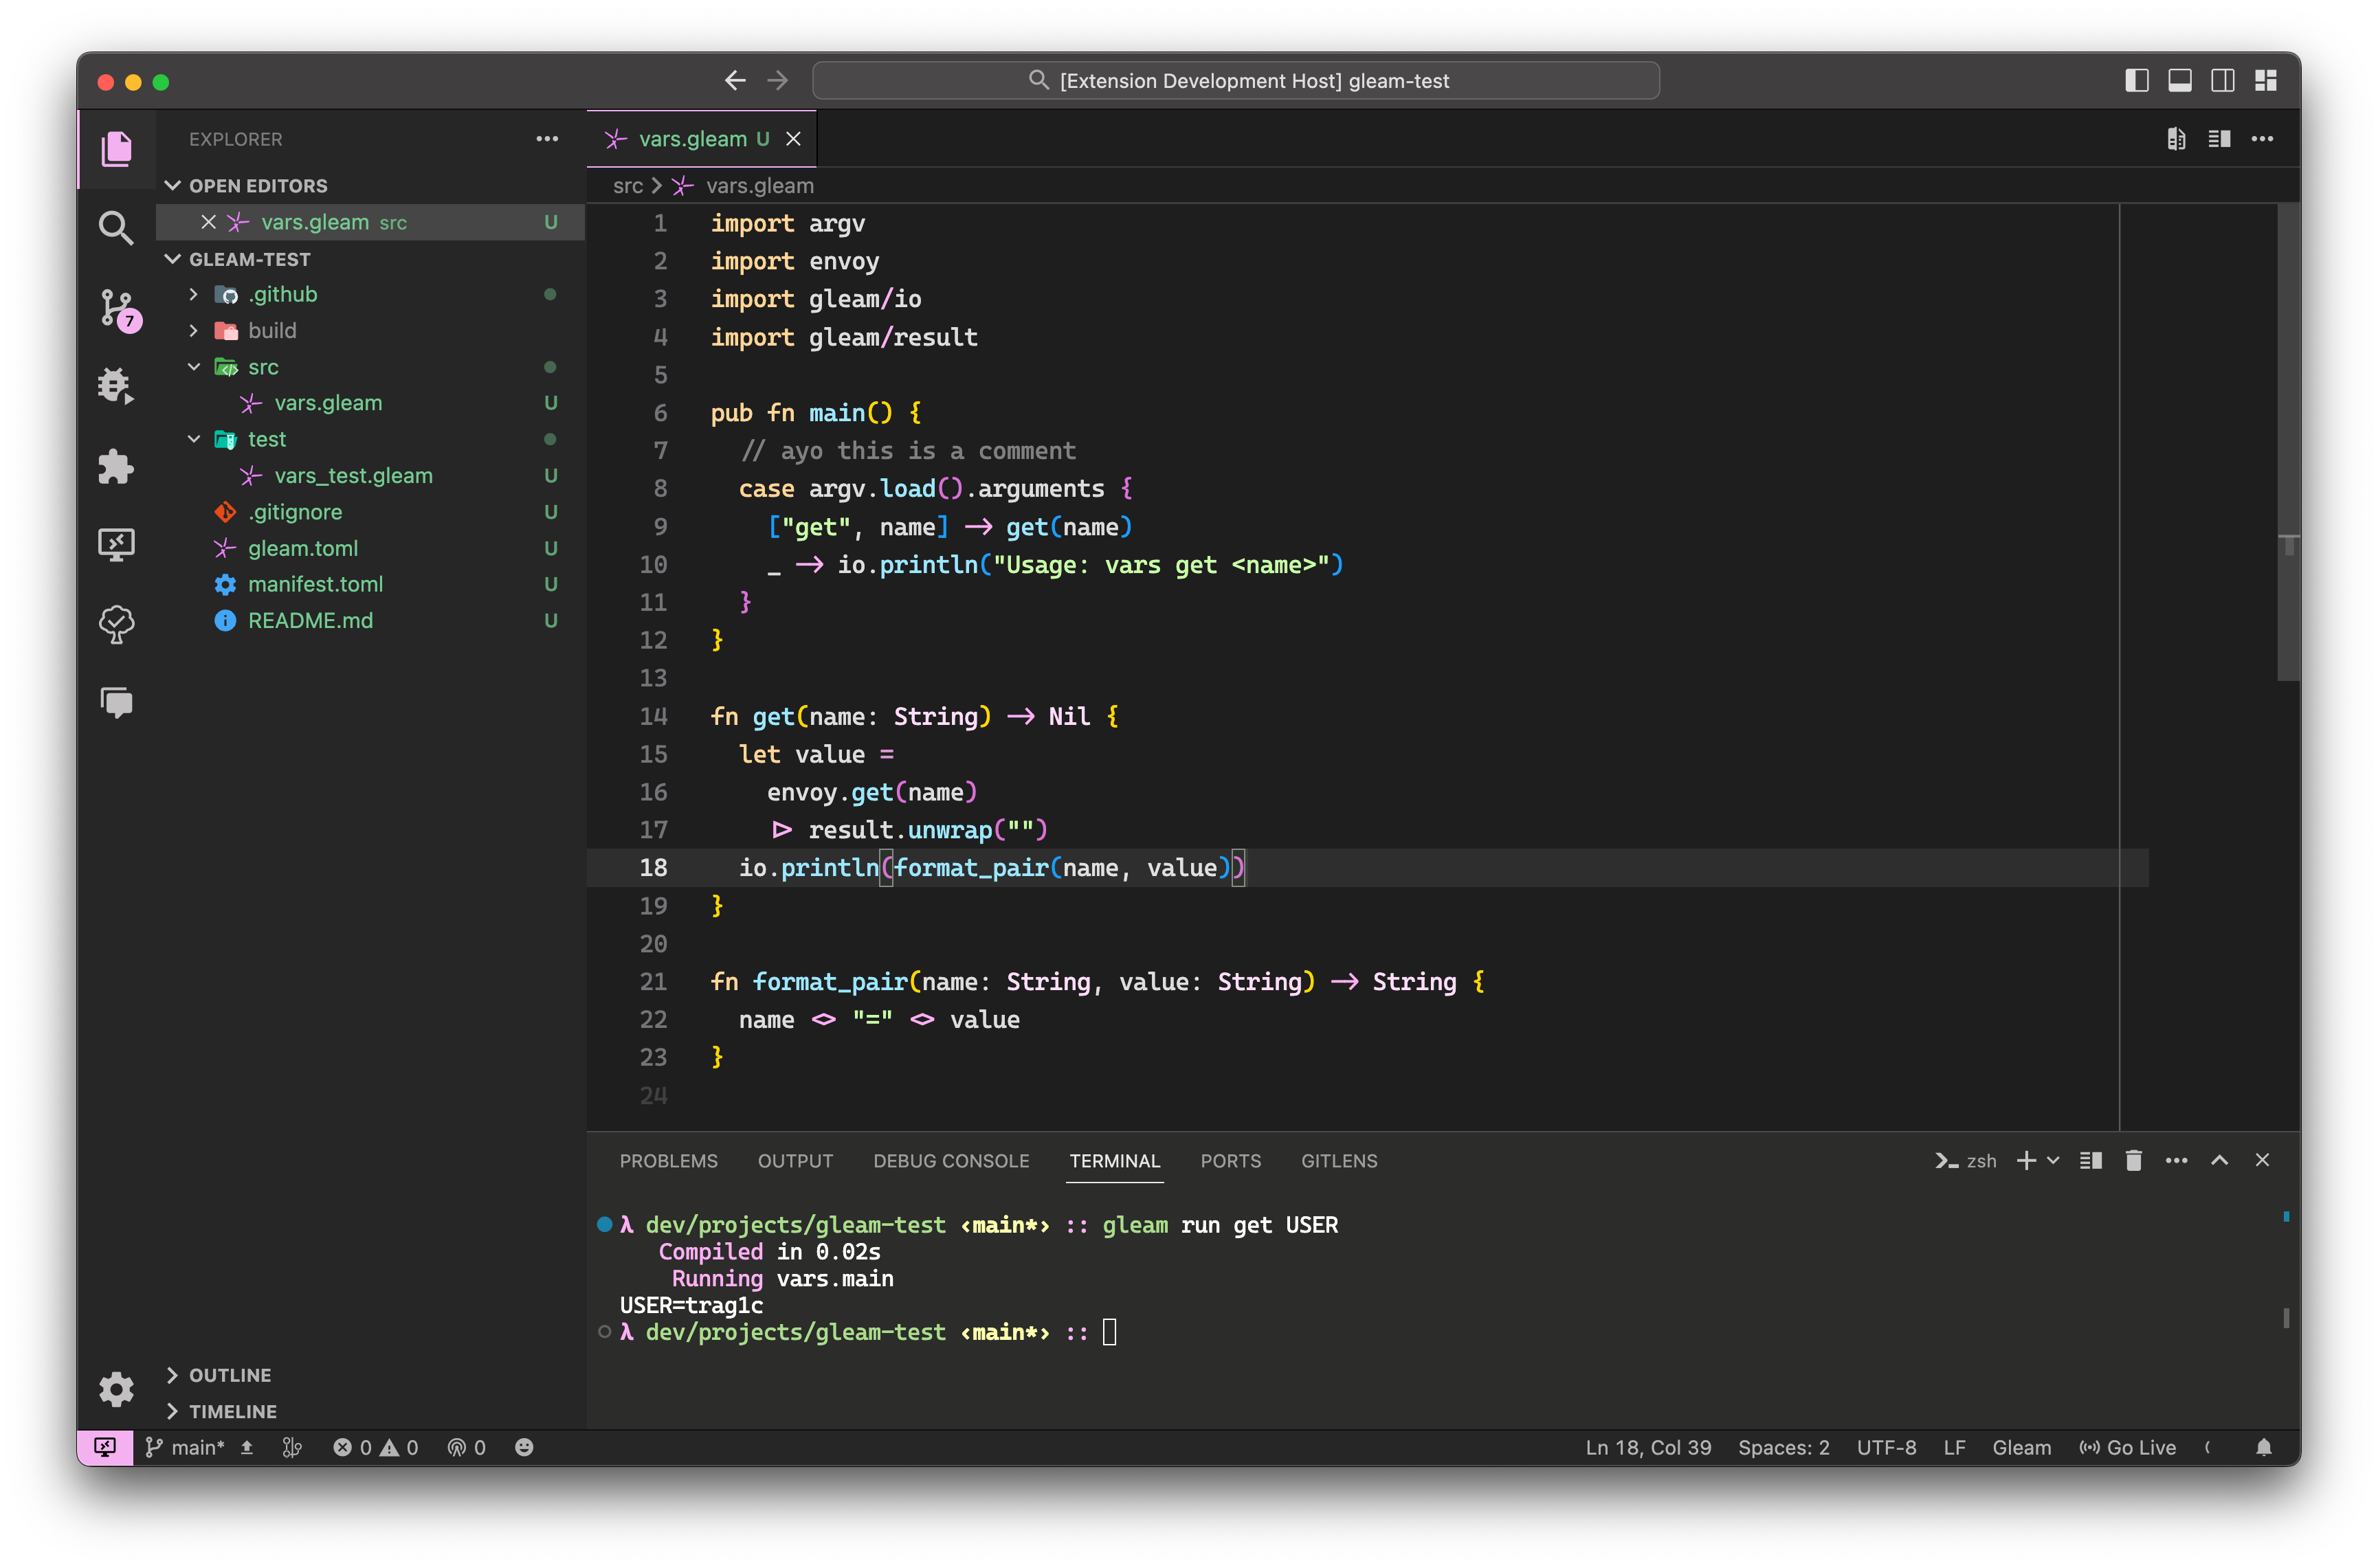 [Extension Development Host] gleam-test
EXPLORER
OPEN EDITORS
vars.gleam src U
GLEAM-TEST
.github
build
src
vars.gleam U
test
vars_test.gleam U
.gitignore U
gleam.toml U
manifest.toml U
README.md U
OUTLINE
TIMELINE
7
vars.gleam U
src > vars.gleam
1 import argv
2 import envoy
3 import gleam/io
4 import gleam/result
5
6 pub fn main() {
7 // ayo this is a comment
8 case argv.load().arguments {
9 ["get", name] -> get(name)
10 _ -> io.println("Usage: vars get <name>")
11 }
12 }
13
14 fn get(name: String) -> Nil {
15 let value =
16 envoy.get(name)
17 |> result.unwrap("")
18 io.println(format_pair(name, value))
19 }
20
21 fn format_pair(name: String, value: String) -> String {
22 name <> "=" <> value
23 }
24
PROBLEMS OUTPUT DEBUG CONSOLE TERMINAL PORTS GITLENS zsh
λ dev/projects/gleam-test ‹main*› :: gleam run get USER
Compiled in 0.02s
Running vars.main
USER=trag1c
λ dev/projects/gleam-test ‹main*› ::
main* 0 0 0 Ln 18, Col 39 Spaces: 2 UTF-8 LF Gleam Go Live